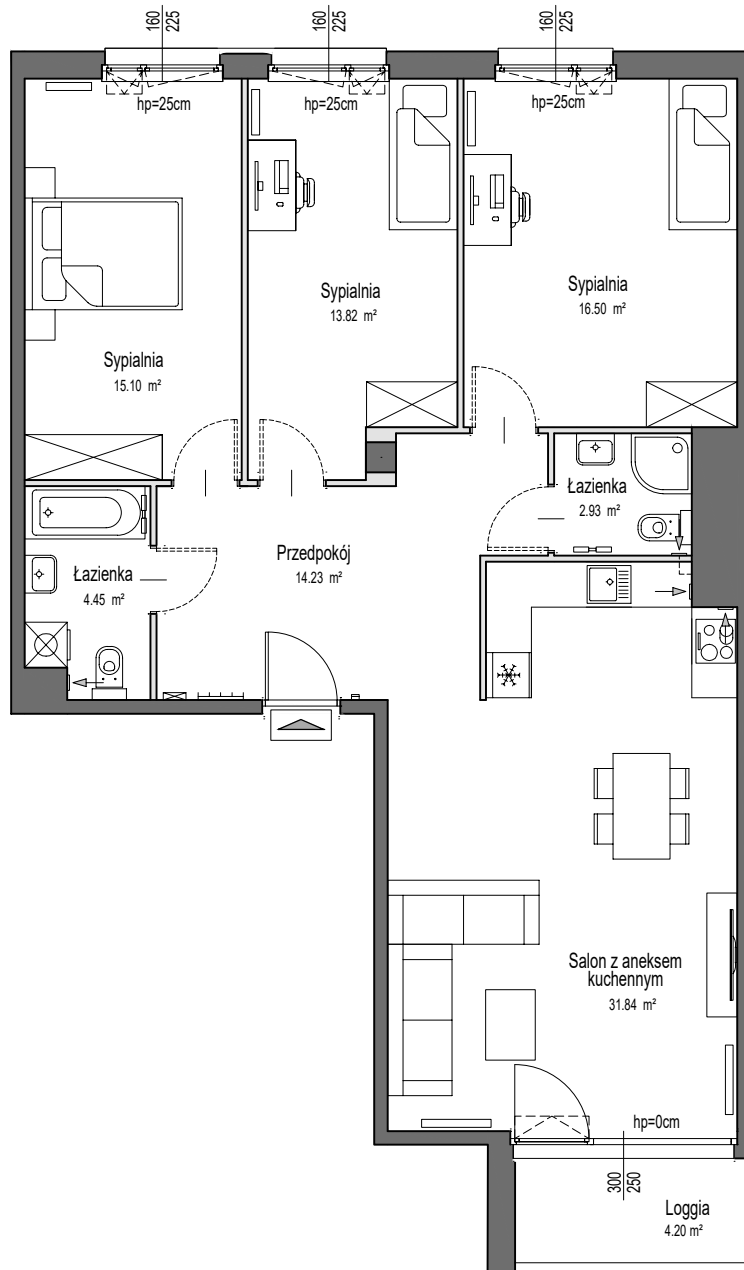 160
225
160
225
160
225
hp=25cm
hp=25cm
hp=25cm
Sypialnia
15.10 m²
Sypialnia
13.82 m²
Sypialnia
16.50 m²
Łazienka
2.93 m²
Przedpokój
14.23 m²
Łazienka
4.45 m²
Salon z aneksem
kuchennym
31.84 m²
hp=0cm
300
250
Loggia
4.20 m²